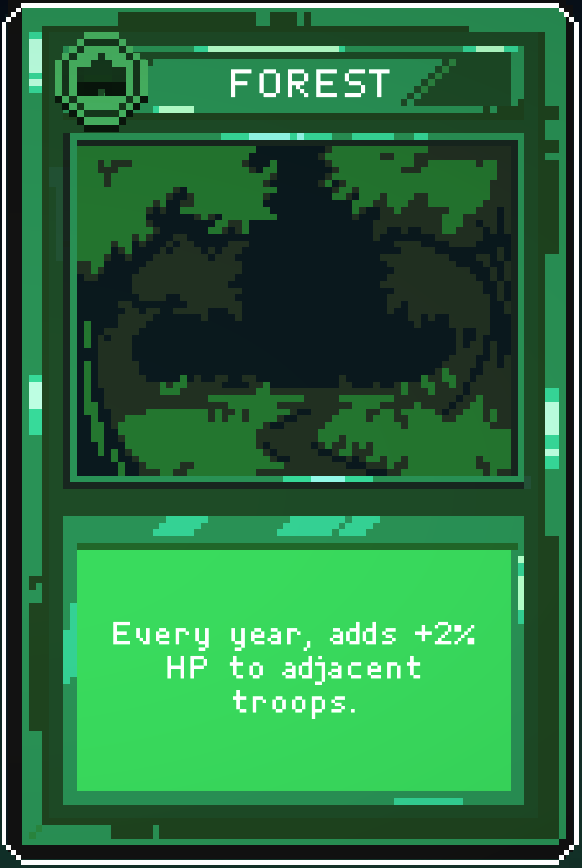 FOREST
Every year, adds +2%
HP to adjacent
troops.